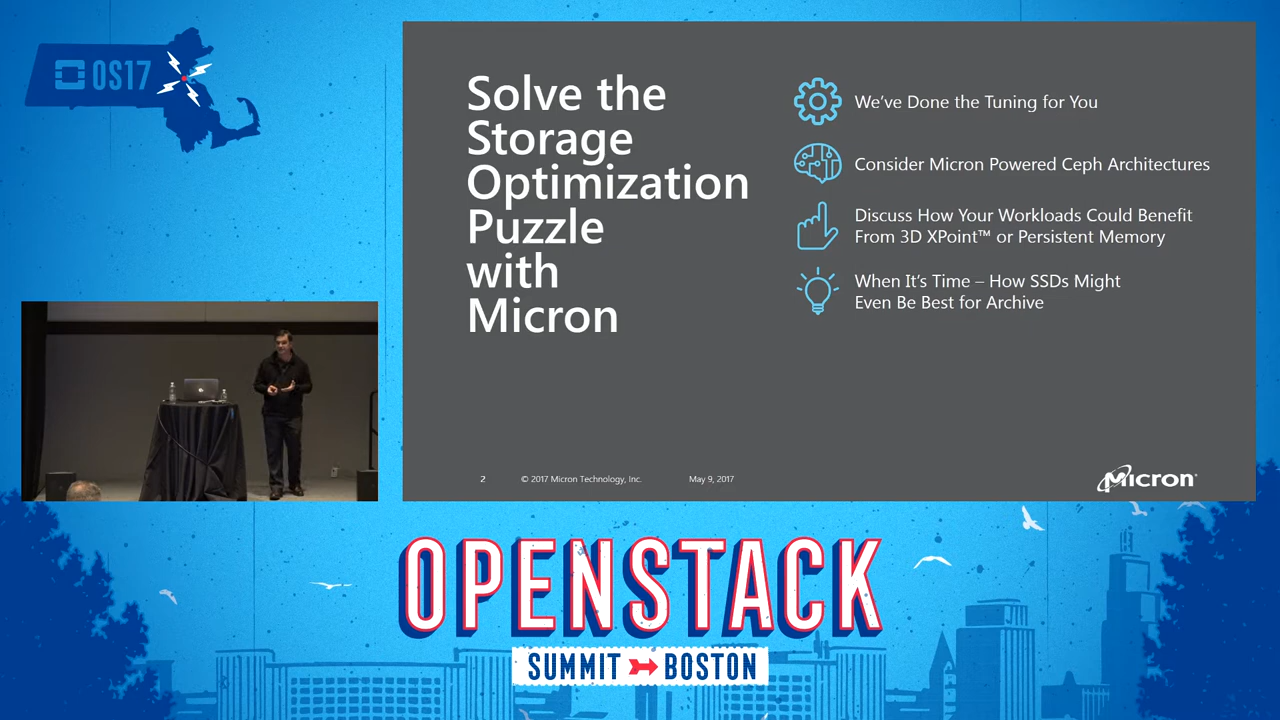 OS17
Solve the
Storage
Optimization
Puzzle
with
Micron
We've Done the Tuning for You
Consider Micron Powered Ceph Architectures
Discuss How Your Workloads Could Benefit
From 3D XPoint™ or Persistent Memory
When It's Time – How SSDs Might
Even Be Best for Archive
2
© 2017 Micron Technology, Inc.
May 9, 2017
Micron®
OPENSTACK
SUMMIT BOSTON